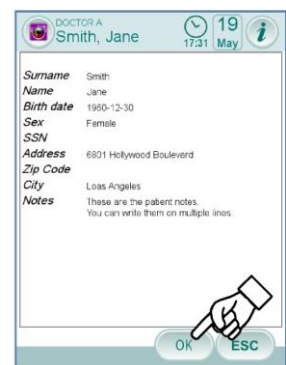 DOCTOR A
Smith, Jane
17:31
19
May
i
Surname Smith
Name Jane
Birth date 1960-12-30
Sex Female
SSN
Address 6801 Hollywood Bouleverd
Zip Code
City Loas Angeles
Notes These are the patient notes.
You can write them on multiple lines.
OK
ESC